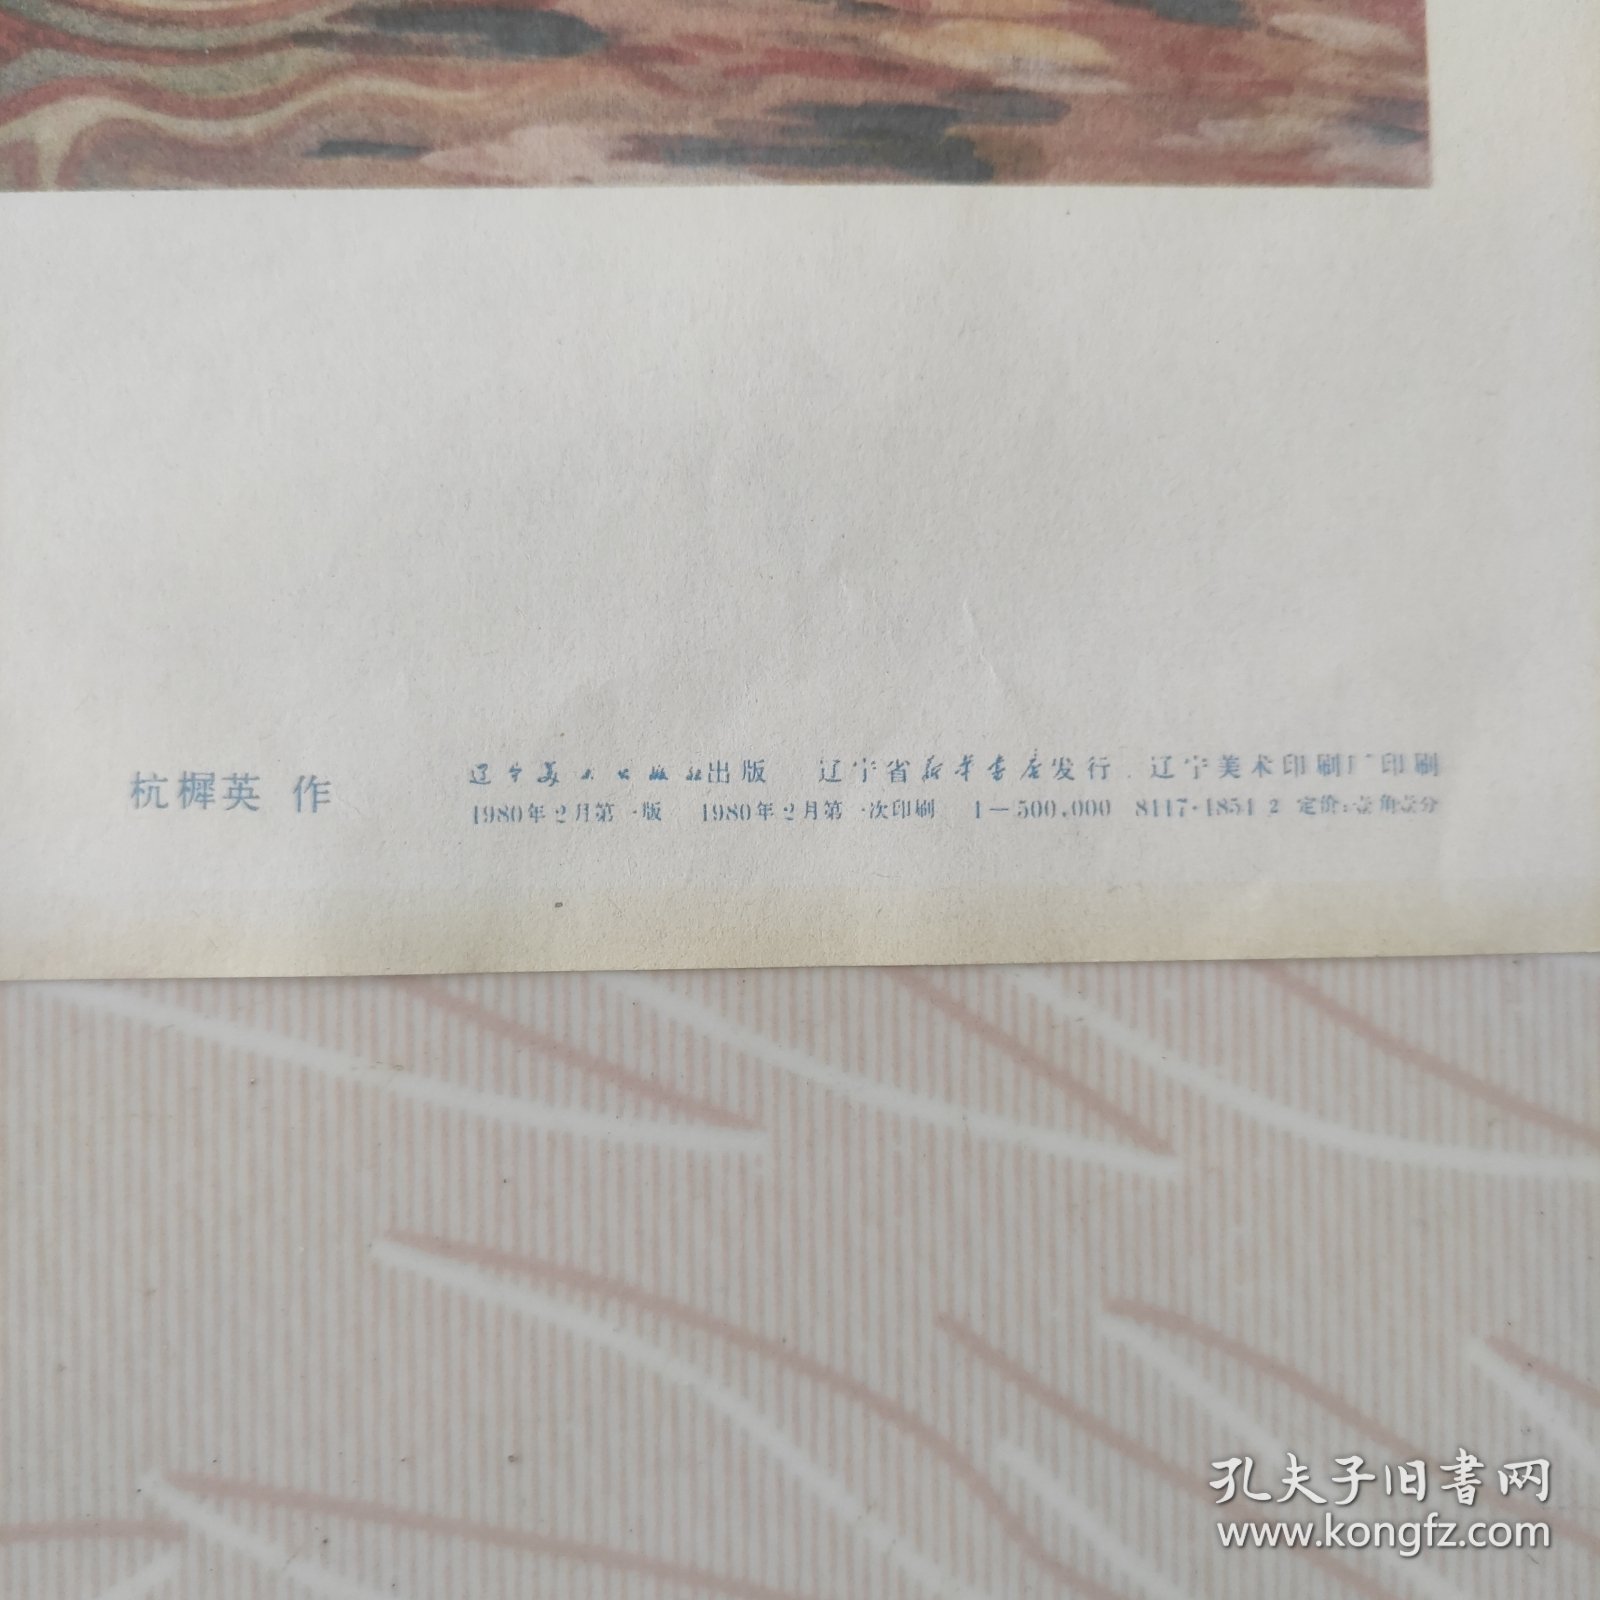 杭樨英 作
辽宁美术出版社出版 辽宁省新华书店发行 辽宁美术印刷厂印刷
1980年2月第一版 1980年2月第一次印刷 1—500,000 8117·1851 2 定价:壹角壹分
孔夫子旧书网
www.kongfz.com